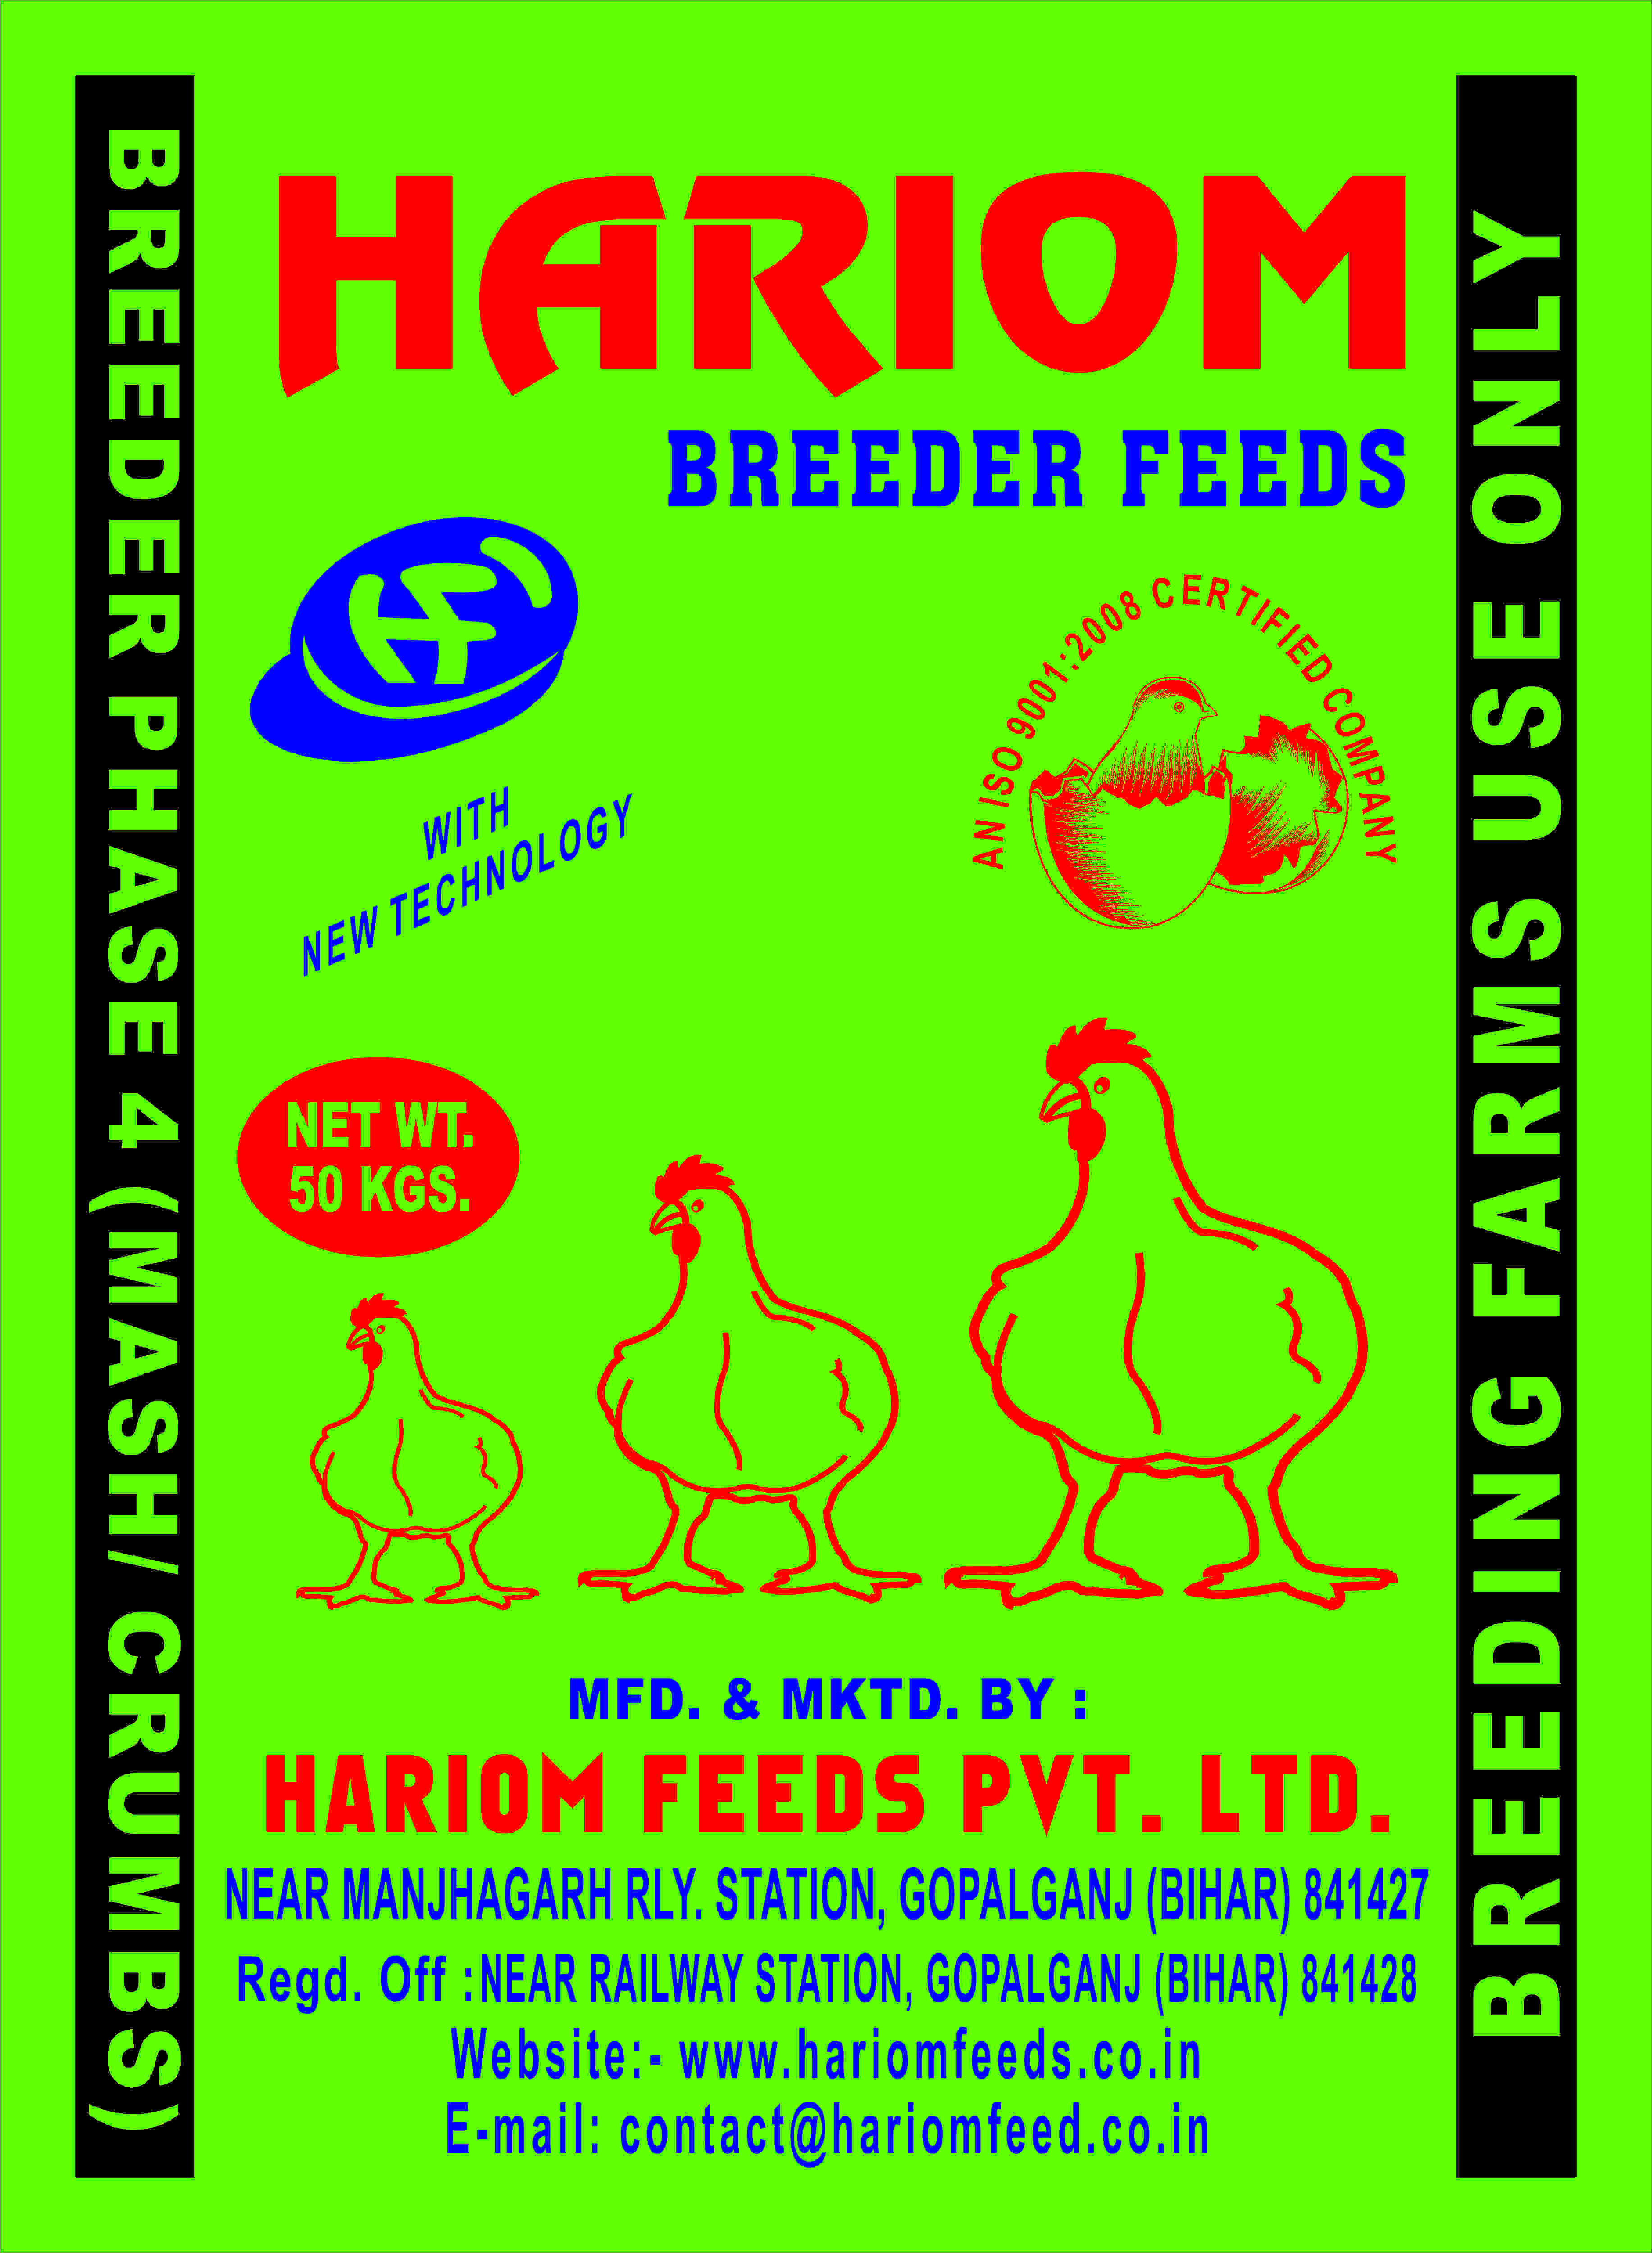 HARIOM
BREEDER FEEDS
HF
AN ISO 9001:2008 CERTIFIED COMPANY
WITH
NEW TECHNOLOGY
NET WT.
50 KGS.
MFD. & MKTD. BY :
HARIOM FEEDS PVT. LTD.
NEAR MANJHAGARH RLY. STATION, GOPALGANJ (BIHAR) 841427
Regd. Off :NEAR RAILWAY STATION, GOPALGANJ (BIHAR) 841428
Website:- www.hariomfeeds.co.in
E-mail: contact@hariomfeed.co.in
BREEDER PHASE 4 (MASH/ CRUMBS)
BREEDING FARMS USE ONLY